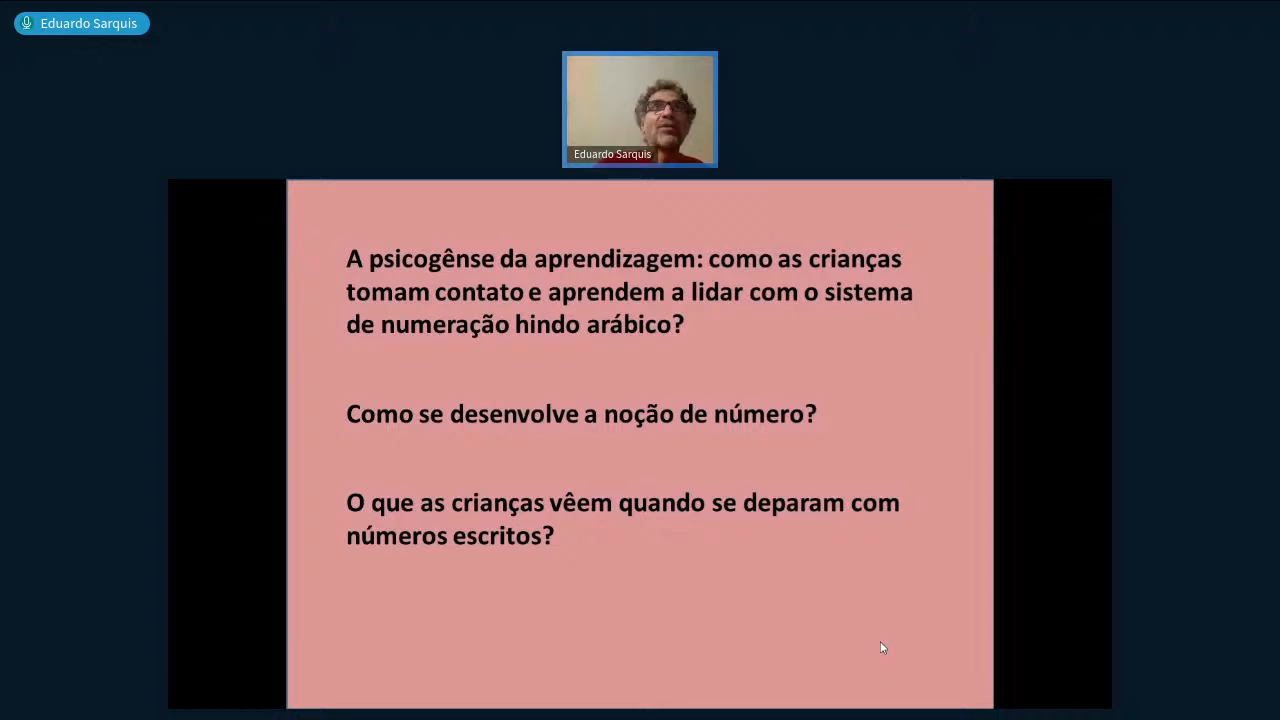 Eduardo Sarquis
Eduardo Sarquis
A psicogênse da aprendizagem: como as crianças
tomam contato e aprendem a lidar com o sistema
de numeração hindo arábico?
Como se desenvolve a noção de número?
O que as crianças vêem quando se deparam com
números escritos?